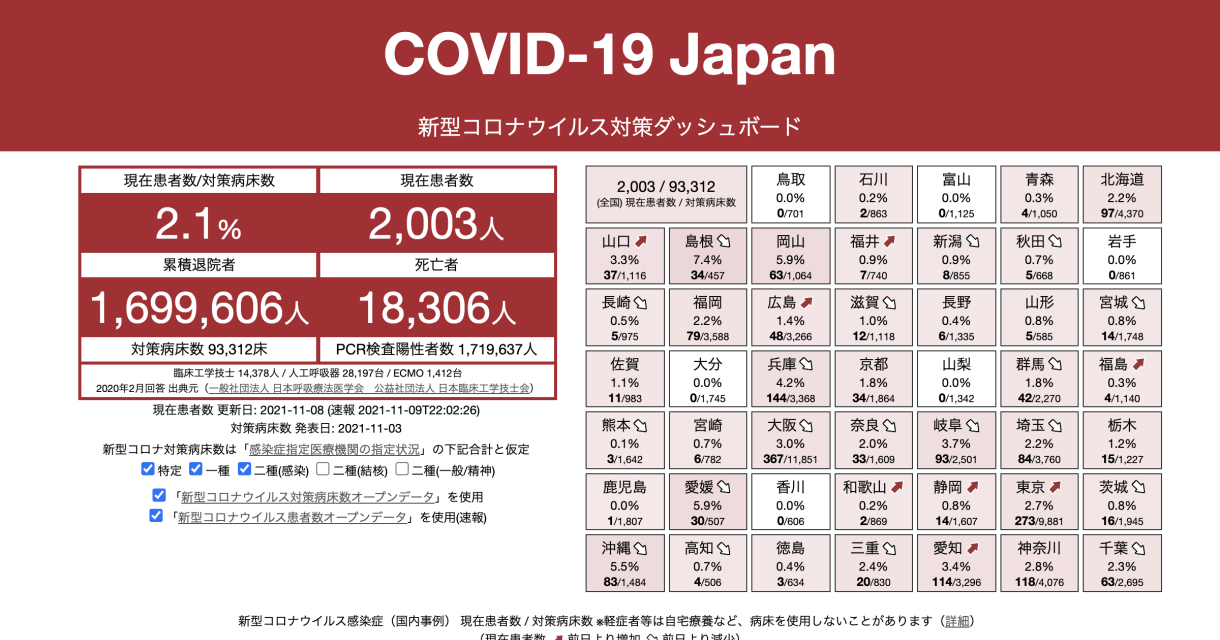 COVID-19 Japan
新型コロナウイルス対策ダッシュボード
現在患者数/対策病床数
現在患者数
2.1%
2,003人
累積退院者
死亡者
1,699,606人
18,306人
対策病床数 93,312床
PCR検査陽性者数 1,719,637人
臨床工学技士 14,378人 / 人工呼吸器 28,197台 / ECMO 1,412台
2020年2月回答 出典元（一般社団法人 日本呼吸療法医学会　公益社団法人 日本臨床工学技士会）
現在患者数 更新日: 2021-11-08 (速報 2021-11-09T22:02:26)
対策病床数 発表日: 2021-11-03
新型コロナ対策病床数は「感染症指定医療機関の指定状況」の下記合計と仮定
特定 一種 二種(感染) 二種(結核) 二種(一般/精神)
「新型コロナウイルス対策病床数オープンデータ」を使用
「新型コロナウイルス患者数オープンデータ」を使用(速報)
2,003 / 93,312
(全国) 現在患者数 / 対策病床数
鳥取
0.0%
0/701
石川
0.2%
2/863
富山
0.0%
0/1,125
青森
0.3%
4/1,050
北海道
2.2%
97/4,370
山口
3.3%
37/1,116
島根
7.4%
34/457
岡山
5.9%
63/1,064
福井
0.9%
7/740
新潟
0.9%
8/855
秋田
0.7%
5/668
岩手
0.0%
0/861
長崎
0.5%
5/975
福岡
2.2%
79/3,588
広島
1.4%
48/3,266
滋賀
1.0%
12/1,118
長野
0.4%
6/1,335
山形
0.8%
5/585
宮城
0.8%
14/1,748
佐賀
1.1%
11/983
大分
0.0%
0/1,745
兵庫
4.2%
144/3,368
京都
1.8%
34/1,864
山梨
0.0%
0/1,342
群馬
1.8%
42/2,270
福島
0.3%
4/1,140
熊本
0.1%
3/1,642
宮崎
0.7%
6/782
大阪
3.0%
367/11,851
奈良
2.0%
33/1,609
岐阜
3.7%
93/2,501
埼玉
2.2%
84/3,760
栃木
1.2%
15/1,227
鹿児島
0.0%
1/1,807
愛媛
5.9%
30/507
香川
0.0%
0/606
和歌山
0.2%
2/869
静岡
0.8%
14/1,607
東京
2.7%
273/9,881
茨城
0.8%
16/1,945
沖縄
5.5%
83/1,484
高知
0.7%
4/506
徳島
0.4%
3/634
三重
2.4%
20/830
愛知
3.4%
114/3,296
神奈川
2.8%
118/4,076
千葉
2.3%
63/2,695
新型コロナウイルス感染症（国内事例） 現在患者数 / 対策病床数 ※軽症者等は自宅療養など、病床を使用しないことがあります（詳細）
（現在患者数 前日より増加 前日より減少）